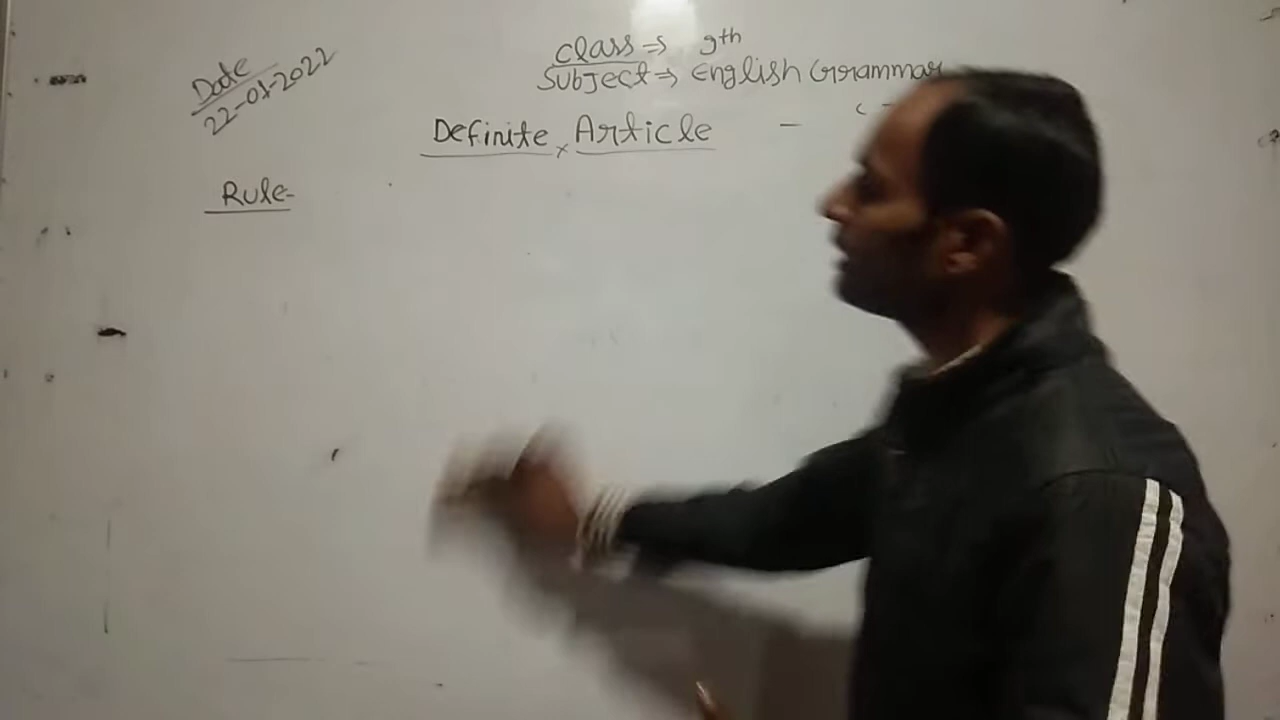 Date
22-01-2022
Class ⇒ 9th
Subject ⇒ English Grammar
Definite Article -
Rule-